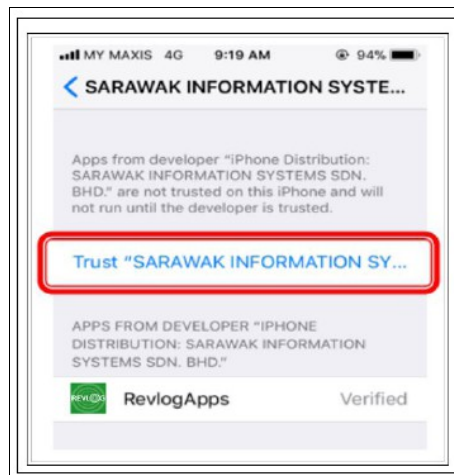 MY MAXIS 4G 9:19 AM 94%
SARAWAK INFORMATION SYSTE...
Apps from developer "iPhone Distribution:
SARAWAK INFORMATION SYSTEMS SDN.
BHD." are not trusted on this iPhone and will
not run until the developer is trusted.
Trust "SARAWAK INFORMATION SY...
APPS FROM DEVELOPER "IPHONE
DISTRIBUTION: SARAWAK INFORMATION
SYSTEMS SDN. BHD."
REVLOG RevlogApps Verified